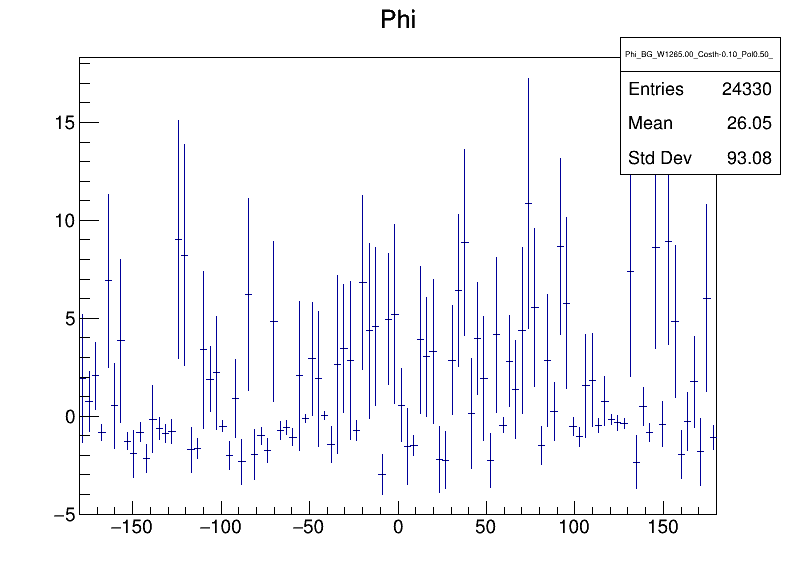 Phi
Phi_BG_W1265.00_Costh-0.10_Pol0.50_
Entries 24330
Mean 26.05
Std Dev 93.08
15
10
5
0
−5
−150 −100 −50 0 50 100 150